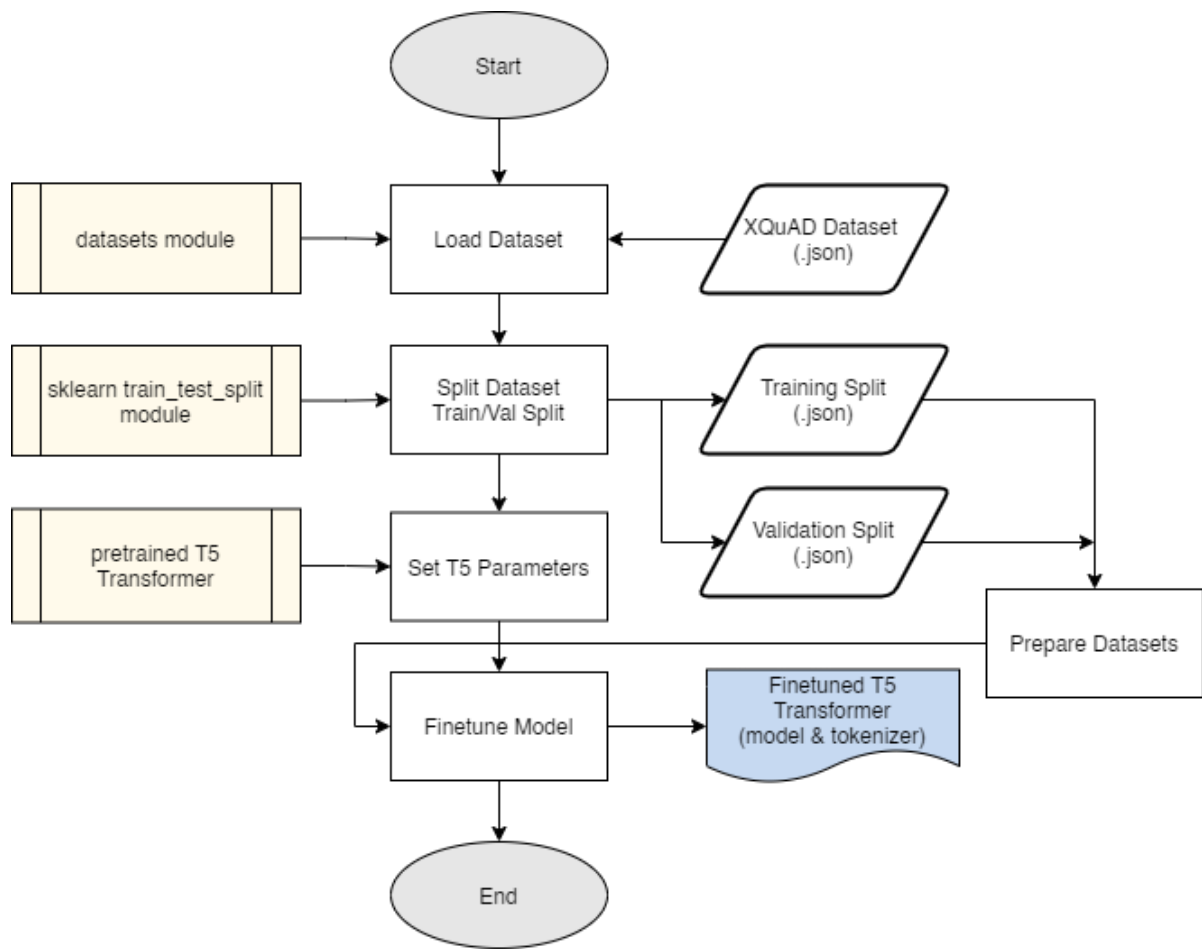 Start
datasets module
Load Dataset
XQuAD Dataset
(.json)
sklearn train_test_split
module
Split Dataset
Train/Val Split
Training Split
(.json)
Validation Split
(.json)
pretrained T5
Transformer
Set T5 Parameters
Prepare Datasets
Finetune Model
Finetuned T5
Transformer
(model & tokenizer)
End